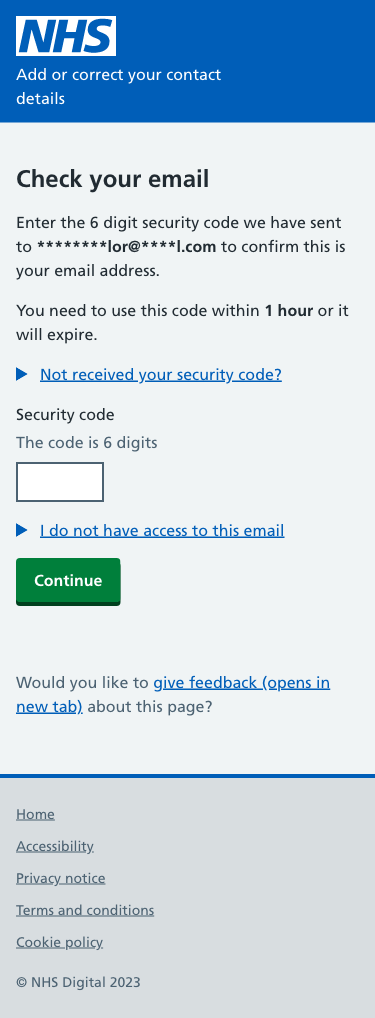 NHS
Add or correct your contact
details
Check your email
Enter the 6 digit security code we have sent
to ********lor@****l.com to confirm this is
your email address.
You need to use this code within 1 hour or it
will expire.
Not received your security code?
Security code
The code is 6 digits
I do not have access to this email
Continue
Would you like to give feedback (opens in
new tab) about this page?
Home
Accessibility
Privacy notice
Terms and conditions
Cookie policy
© NHS Digital 2023